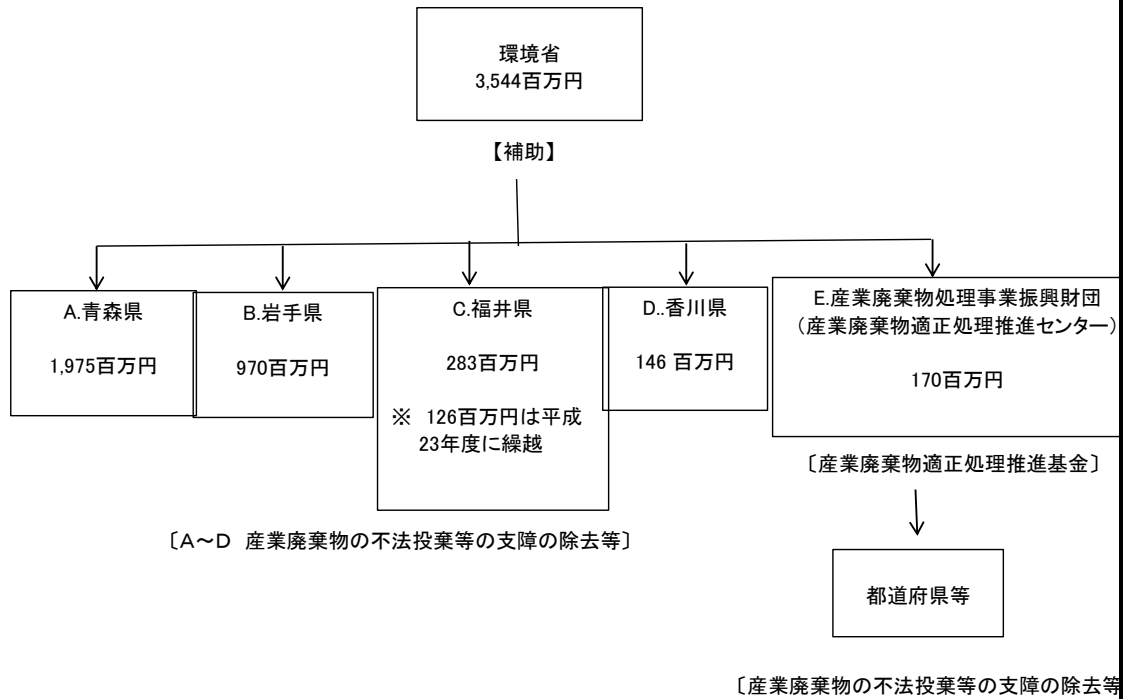 環境省
3,544百万円
【補助】
A.青森県
1,975百万円
B.岩手県
970百万円
C.福井県
283百万円
※ 126百万円は平成
23年度に繰越
D..香川県
146 百万円
E.産業廃棄物処理事業振興財団
（産業廃棄物適正処理推進センター）
170百万円
〔産業廃棄物適正処理推進基金〕
〔A～D 産業廃棄物の不法投棄等の支障の除去等〕
都道府県等
〔産業廃棄物の不法投棄等の支障の除去等